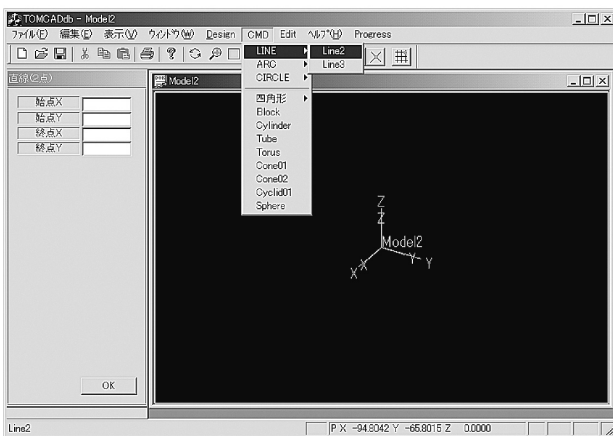 TOMCADdb - Model2
ファイル(F) 編集(E) 表示(V) ウィンドウ(W) Design CMD Edit ヘルプ(H) Progress
LINE
Line2
ARC
Line3
CIRCLE
四角形
Block
Cylinder
Tube
Torus
Cone01
Cone02
Cyclid01
Sphere
直線(2点)
始点X
始点Y
終点X
終点Y
OK
Model2
Z
Z
Model2
X
X
Y
Y
Line2
P X -94.8042 Y -65.8015 Z 0.0000